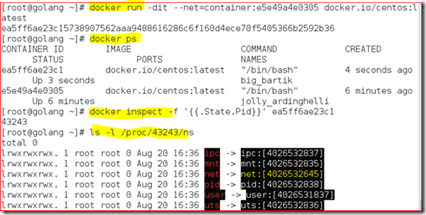 [root@golang ~]# docker run -dit --net=container:e5e49a4e0305 docker.io/centos:l
atest
ea5ff6ae23c15738907562aaa9488616286c6f160d4ece70f5405366b2592b36
[root@golang ~]# docker ps
CONTAINER ID IMAGE COMMAND CREATED
STATUS PORTS NAMES
ea5ff6ae23c1 docker.io/centos:latest "/bin/bash" 4 seconds ago
Up 3 seconds big_bartik
e5e49a4e0305 docker.io/centos:latest "/bin/bash" 6 minutes ago
Up 6 minutes jolly_ardinghelli
[root@golang ~]# docker inspect -f '{{.State.Pid}}' ea5ff6ae23c1
43243
[root@golang ~]# ls -l /proc/43243/ns
total 0
lrwxrwxrwx. 1 root root 0 Aug 20 16:36 ipc -> ipc:[4026532837]
lrwxrwxrwx. 1 root root 0 Aug 20 16:36 mnt -> mnt:[4026532835]
lrwxrwxrwx. 1 root root 0 Aug 20 16:36 net -> net:[4026532645]
lrwxrwxrwx. 1 root root 0 Aug 20 16:36 pid -> pid:[4026532838]
lrwxrwxrwx. 1 root root 0 Aug 20 16:36 user -> user:[4026531837]
lrwxrwxrwx. 1 root root 0 Aug 20 16:36 uts -> uts:[4026532836]